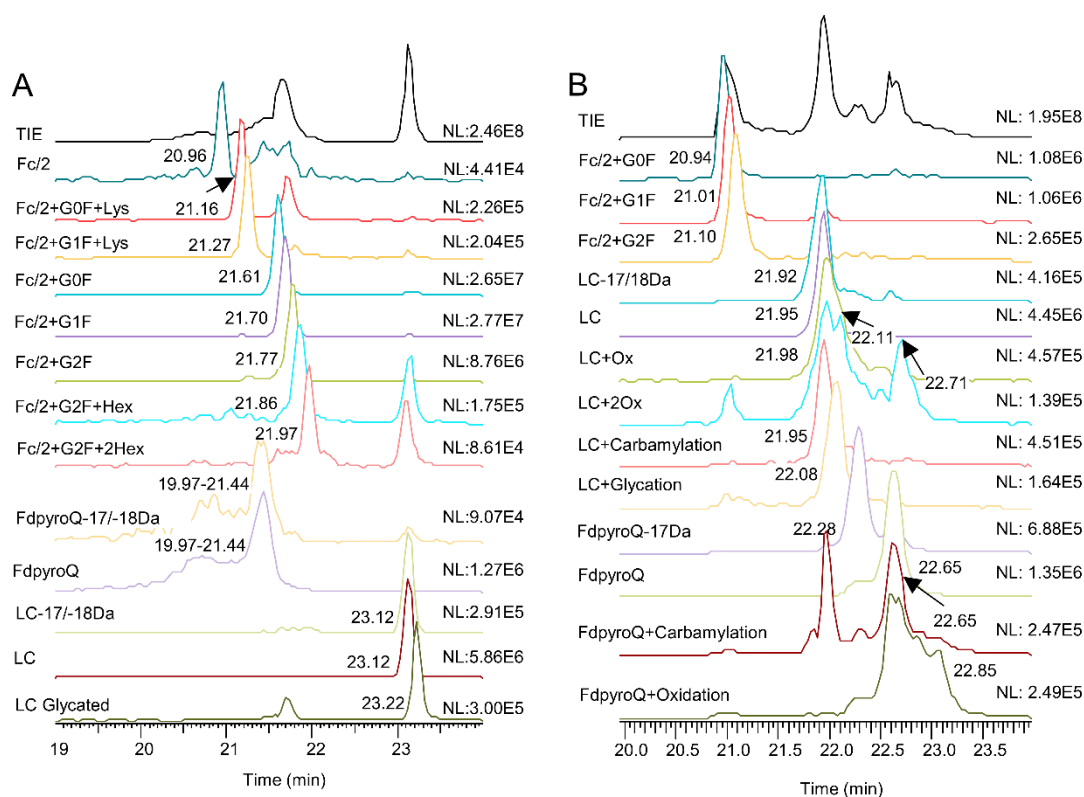 A
TIE
NL:2.46E8
Fc/2
20.96
NL:4.41E4
Fc/2+G0F+Lys
21.16
NL:2.26E5
Fc/2+G1F+Lys
21.27
NL:2.04E5
Fc/2+G0F
21.61
NL:2.65E7
Fc/2+G1F
21.70
NL:2.77E7
Fc/2+G2F
21.77
NL:8.76E6
Fc/2+G2F+Hex
21.86
NL:1.75E5
Fc/2+G2F+2Hex
21.97
NL:8.61E4
FdpyroQ-17/-18Da
19.97-21.44
NL:9.07E4
FdpyroQ
19.97-21.44
NL:1.27E6
LC-17/-18Da
23.12
NL:2.91E5
LC
23.12
NL:5.86E6
LC Glycated
23.22
NL:3.00E5
19 20 21 22 23
Time (min)
B
TIE
NL: 1.95E8
Fc/2+G0F
20.94
NL: 1.08E6
Fc/2+G1F
21.01
NL: 1.06E6
Fc/2+G2F
21.10
NL: 2.65E5
LC-17/18Da
21.92
NL: 4.16E5
LC
21.95
NL: 4.45E6
22.11
LC+Ox
21.98
NL: 4.57E5
22.71
LC+2Ox
NL: 1.39E5
LC+Carbamylation
21.95
NL: 4.51E5
LC+Glycation
22.08
NL: 1.64E5
FdpyroQ-17Da
22.28
NL: 6.88E5
FdpyroQ
22.65
NL: 1.35E6
FdpyroQ+Carbamylation
22.65
NL: 2.47E5
FdpyroQ+Oxidation
22.85
NL: 2.49E5
20.0 20.5 21.0 21.5 22.0 22.5 23.0 23.5
Time (min)